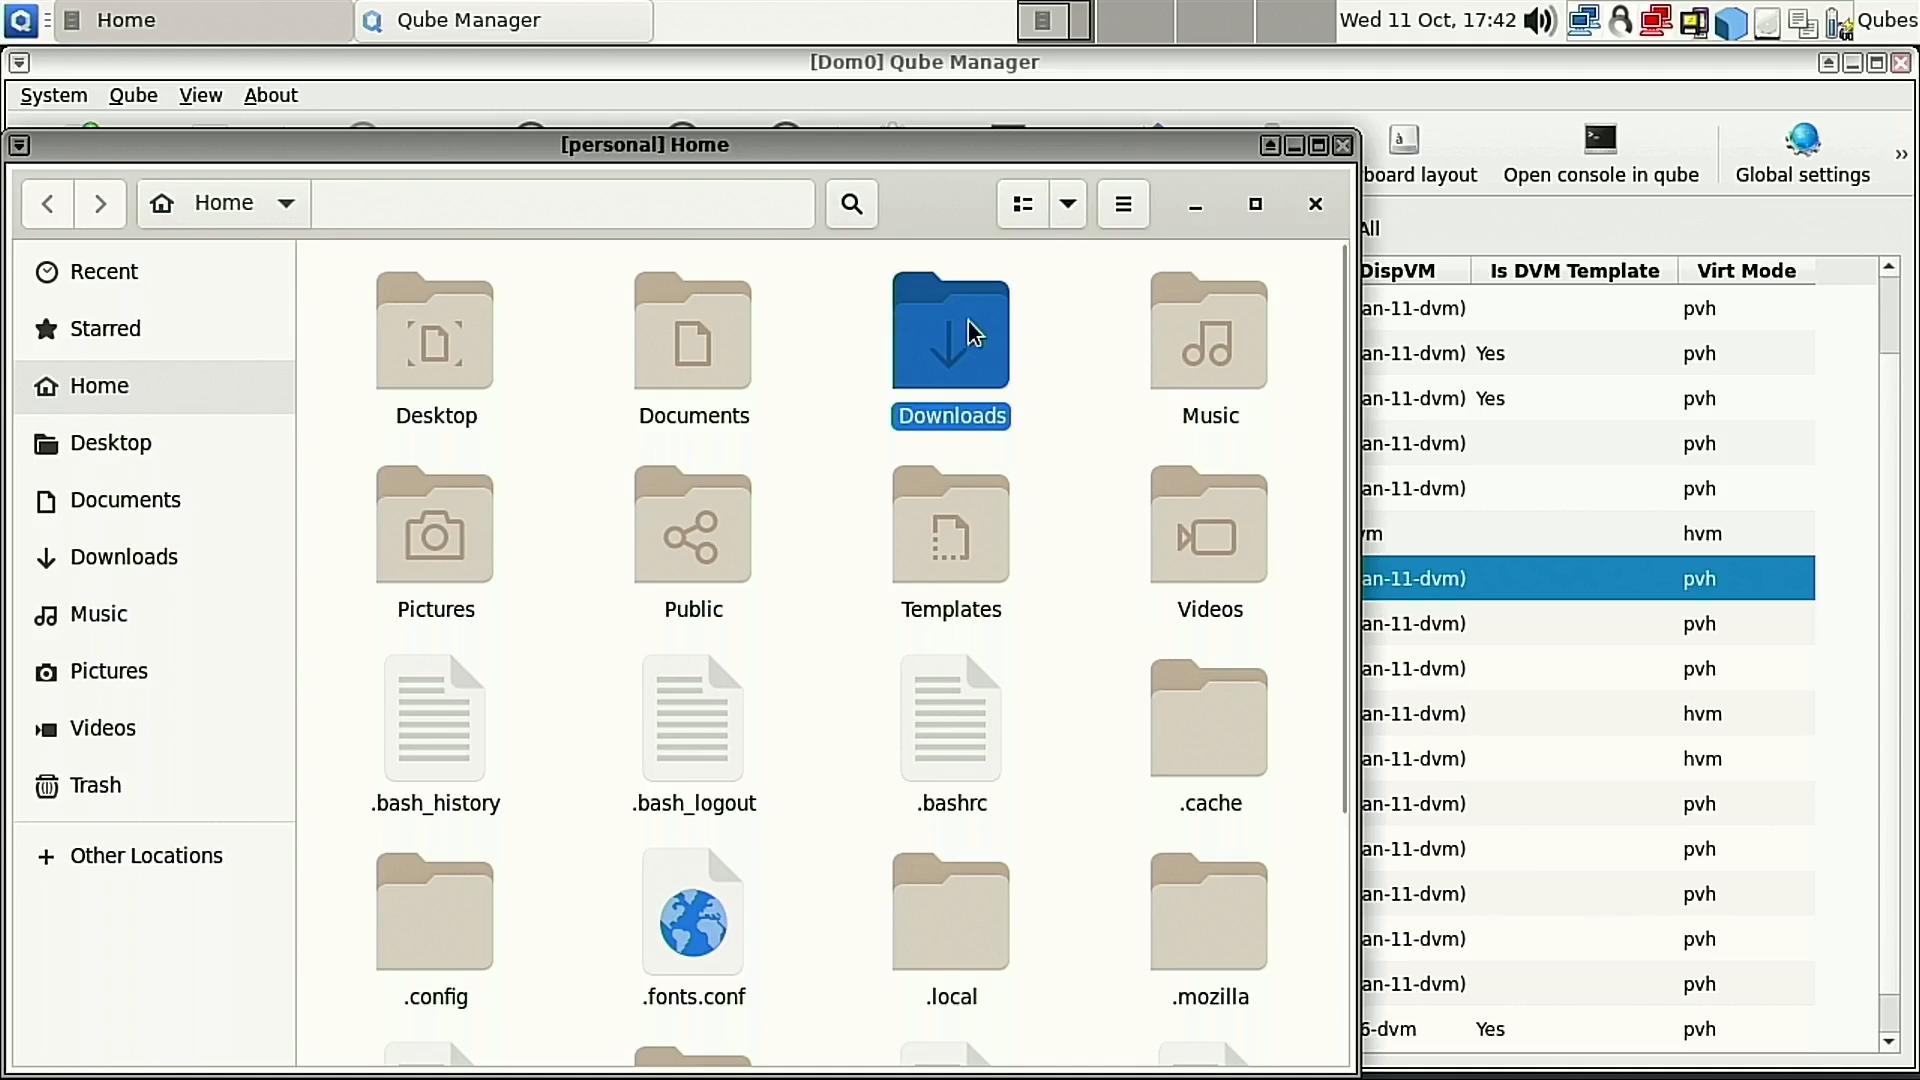 Home
Qube Manager
Wed 11 Oct, 17:42
Qubes
[Dom0] Qube Manager
System Qube View About
[personal] Home
board layout
Open console in qube
Global settings
Home
All
DispVM Is DVM Template Virt Mode
an-11-dvm) pvh
an-11-dvm) Yes pvh
an-11-dvm) Yes pvh
an-11-dvm) pvh
an-11-dvm) pvh
vm hvm
an-11-dvm) pvh
an-11-dvm) pvh
an-11-dvm) pvh
an-11-dvm) hvm
an-11-dvm) hvm
an-11-dvm) pvh
an-11-dvm) pvh
an-11-dvm) pvh
an-11-dvm) pvh
an-11-dvm) pvh
6-dvm Yes pvh
Recent
Starred
Home
Desktop
Documents
Downloads
Music
Pictures
Videos
Trash
Other Locations
Desktop Documents Downloads Music
Pictures Public Templates Videos
.bash_history .bash_logout .bashrc .cache
.config .fonts.conf .local .mozilla